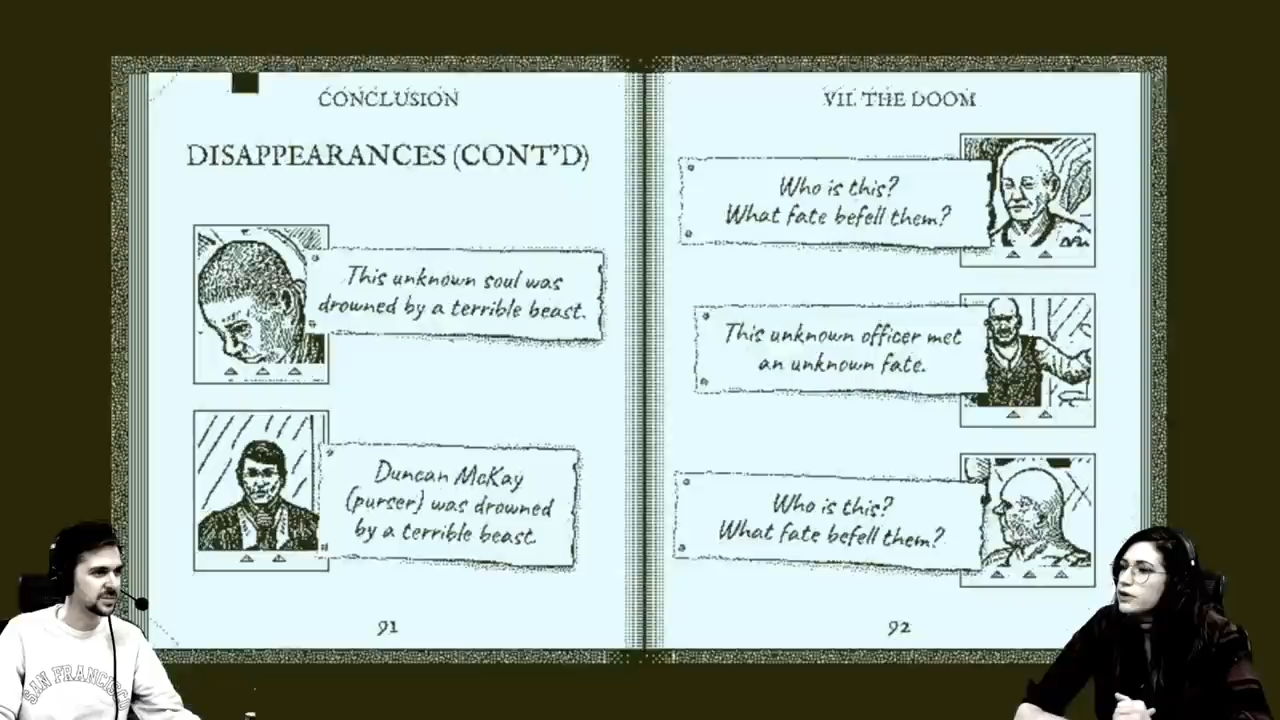 CONCLUSION
DISAPPEARANCES (CONT'D)
This unknown soul was
drowned by a terrible beast.
Duncan McKay
(purser) was drowned
by a terrible beast.
91
VII. THE DOOM
Who is this?
What fate befell them?
This unknown officer met
an unknown fate.
Who is this?
What fate befell them?
92
SAN FRANCISCO